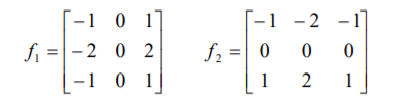 f₁ = [ -1 0 1 ; -2 0 2 ; -1 0 1 ] f₂ = [ -1 -2 -1 ; 0 0 0 ; 1 2 1 ]